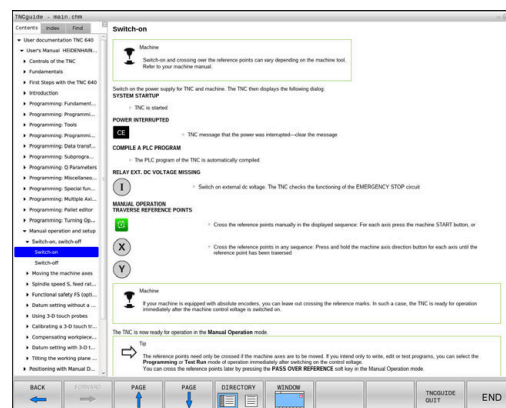 TNCguide - main.chm
Contents Index Find
User documentation TNC 640
User's Manual HEIDENHAIN...
Controls of the TNC
Fundamentals
First Steps with the TNC 640
Introduction
Programming: Fundament...
Programming: Programmi...
Programming: Tools
Programming: Programmi...
Programming: Data transf...
Programming: Subprogra...
Programming: Q Parameters
Programming: Miscellaneo...
Programming: Special fun...
Programming: Multiple Axi...
Programming: Pallet editor
Programming: Turning Op...
Manual operation and setup
Switch-on, switch-off
Switch-on
Switch-off
Moving the machine axes
Spindle speed S, feed rat...
Functional safety FS (opti...
Datum setting without a ...
Using 3-D touch probes
Calibrating a 3-D touch tr...
Compensating workpiece...
Datum setting with 3-D t...
Tilting the working plane ...
Positioning with Manual D...
Switch-on
Machine
Switch-on and crossing over the reference points can vary depending on the machine tool.
Refer to your machine manual.
Switch on the power supply for TNC and machine. The TNC then displays the following dialog:
SYSTEM STARTUP
TNC is started
POWER INTERRUPTED
CE
TNC message that the power was interrupted—clear the message
COMPILE A PLC PROGRAM
The PLC program of the TNC is automatically compiled
RELAY EXT. DC VOLTAGE MISSING
I
Switch on external dc voltage. The TNC checks the functioning of the EMERGENCY STOP circuit
MANUAL OPERATION
TRAVERSE REFERENCE POINTS
Cross the reference points manually in the displayed sequence: For each axis press the machine START button, or
X
Cross the reference points in any sequence: Press and hold the machine axis direction button for each axis until the
reference point has been traversed
Y
Machine
If your machine is equipped with absolute encoders, you can leave out crossing the reference marks. In such a case, the TNC is ready for operation
immediately after the machine control voltage is switched on.
The TNC is now ready for operation in the Manual Operation mode.
Tip
The reference points need only be crossed if the machine axes are to be moved. If you intend only to write, edit or test programs, you can select the
Programming or Test Run mode of operation immediately after switching on the control voltage.
You can cross the reference points later by pressing the PASS OVER REFERENCE soft key in the Manual Operation mode.
BACK FORWARD PAGE PAGE DIRECTORY WINDOW TNCGUIDE QUIT END